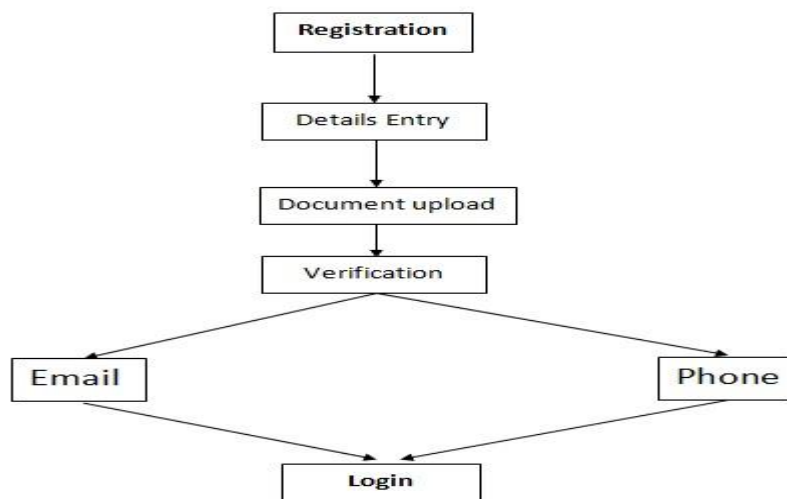 Registration
Details Entry
Document upload
Verification
Email
Phone
Login